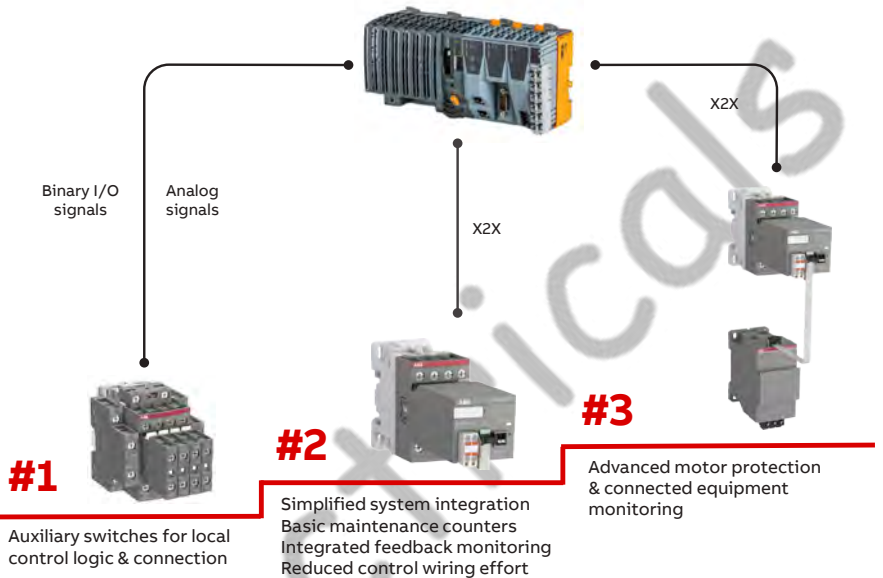 X2X
Binary I/O
signals
Analog
signals
X2X
#1
#2
#3
Auxiliary switches for local
control logic & connection
Simplified system integration
Basic maintenance counters
Integrated feedback monitoring
Reduced control wiring effort
Advanced motor protection
& connected equipment
monitoring